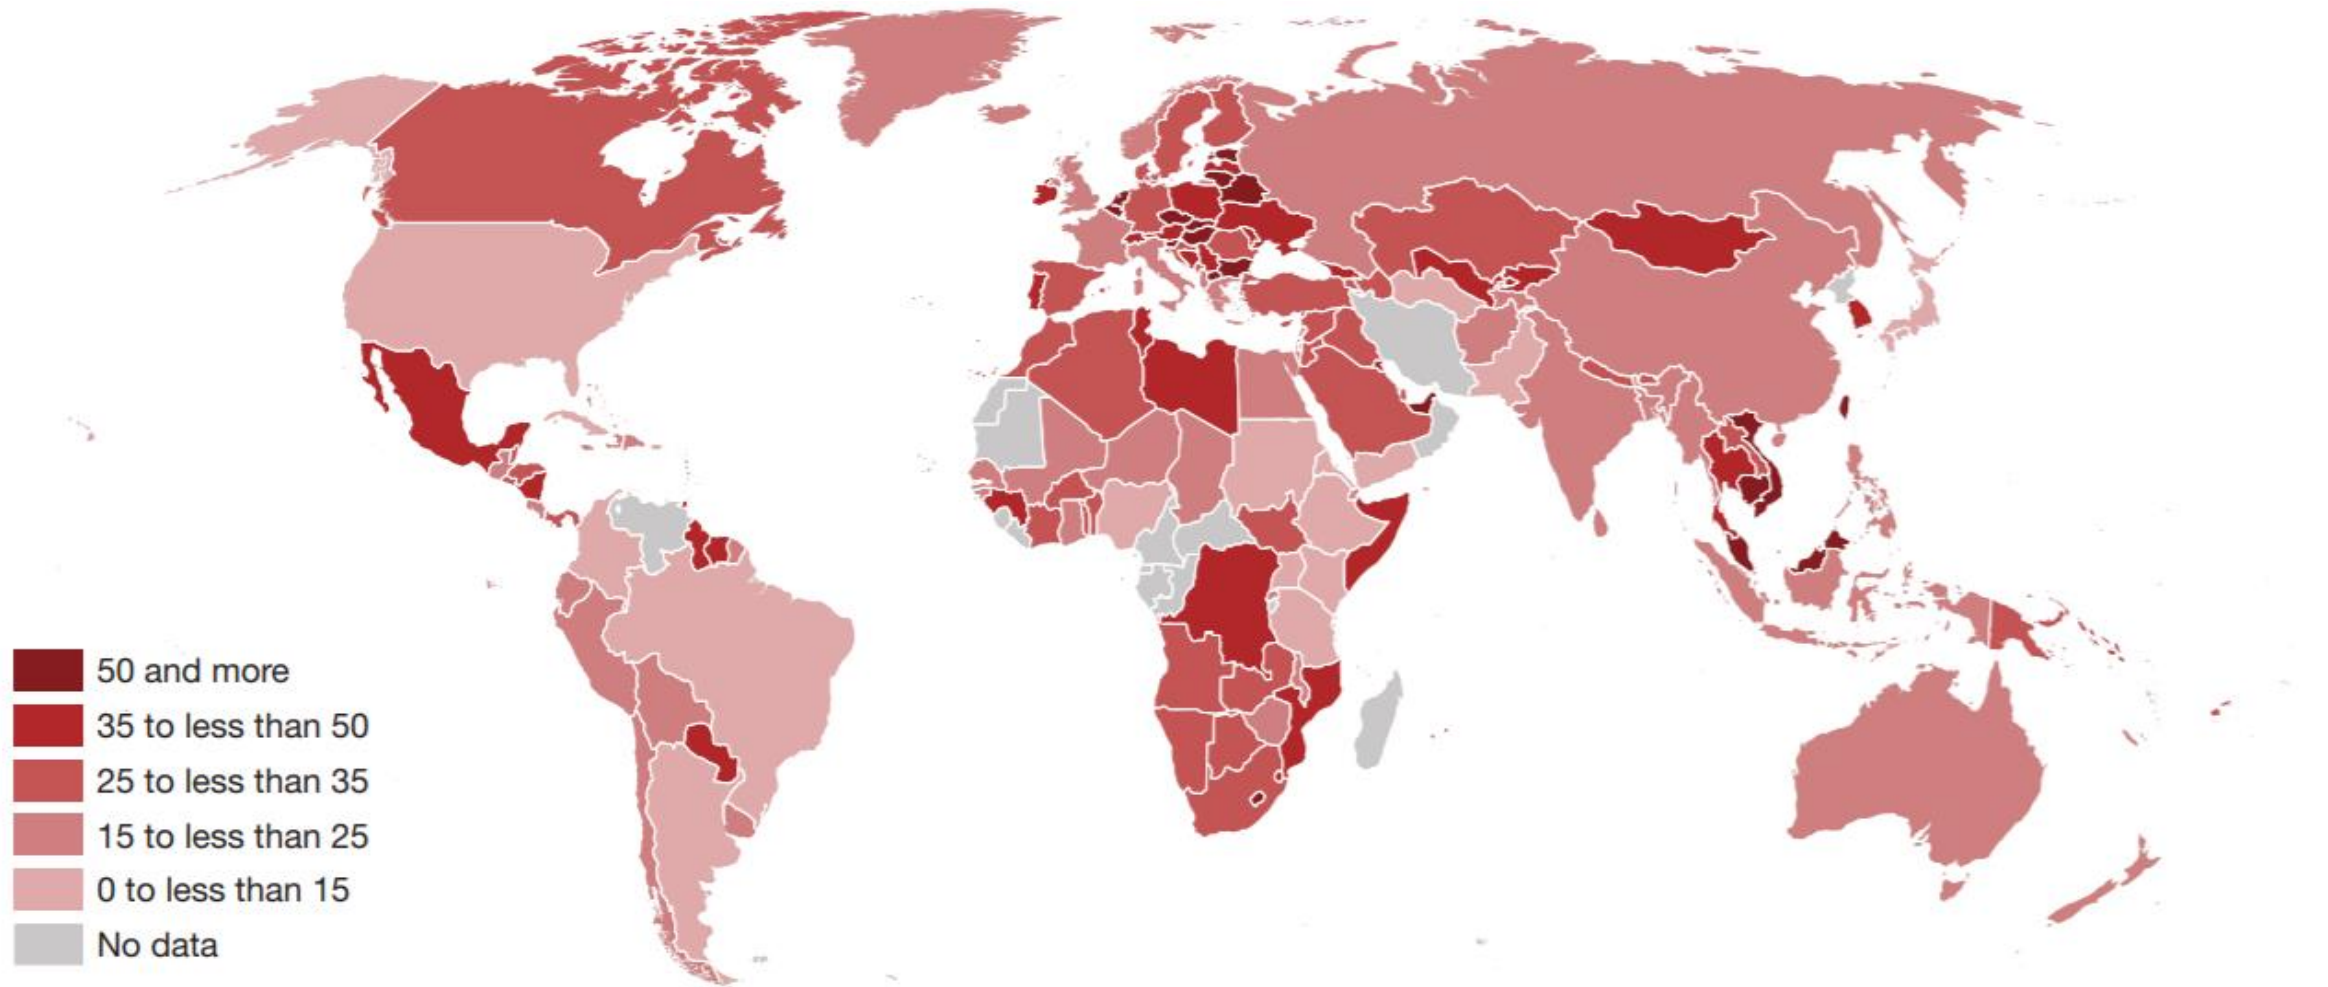 50 and more
35 to less than 50
25 to less than 35
15 to less than 25
0 to less than 15
No data